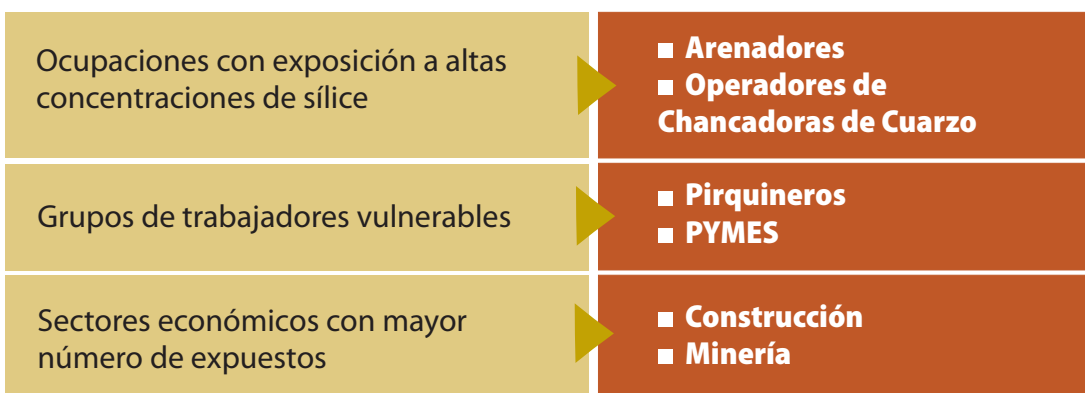 Ocupaciones con exposición a altas
concentraciones de sílice
■ Arenadores
■ Operadores de
Chancadoras de Cuarzo
Grupos de trabajadores vulnerables
■ Pirquineros
■ PYMES
Sectores económicos con mayor
número de expuestos
■ Construcción
■ Minería